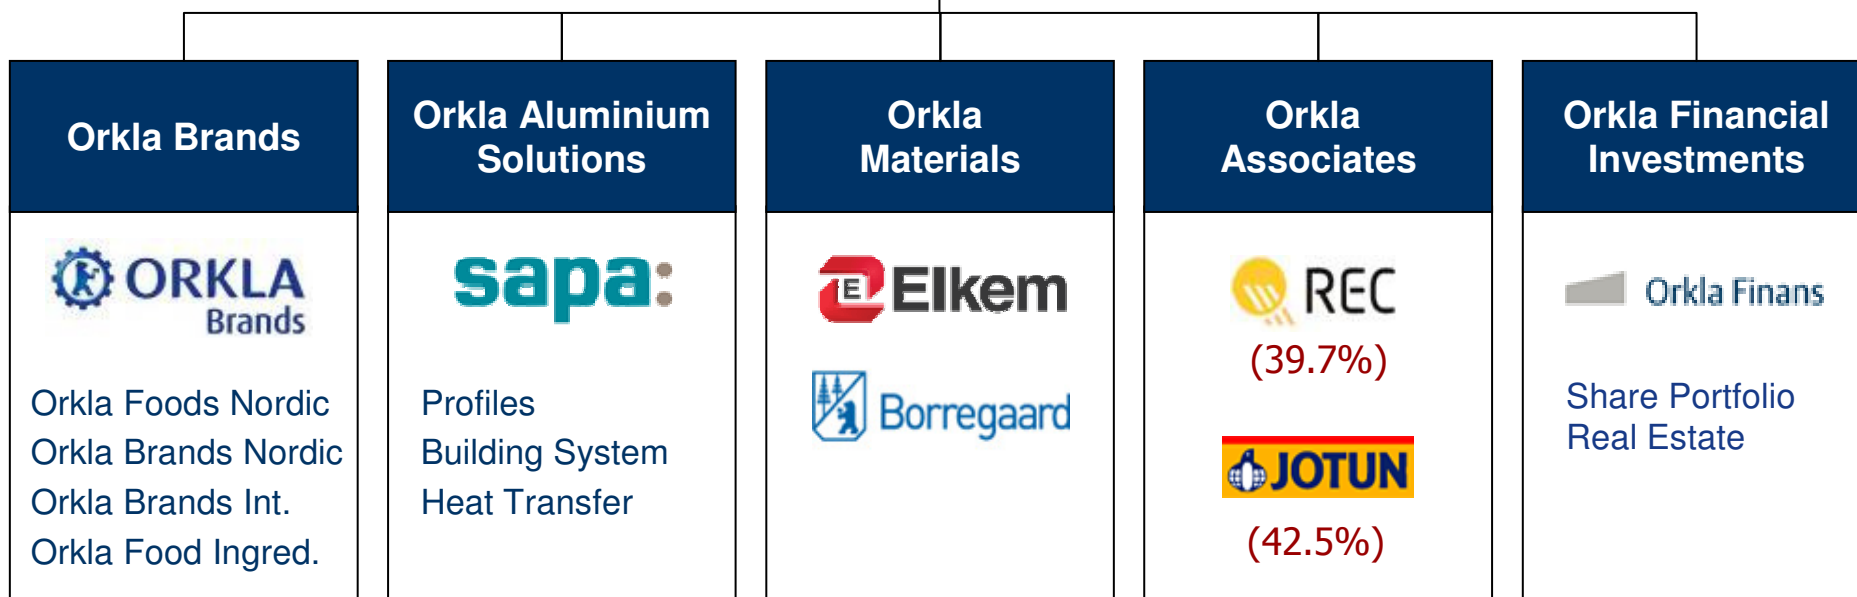 Orkla Brands
ORKLA
Brands
Orkla Foods Nordic
Orkla Brands Nordic
Orkla Brands Int.
Orkla Food Ingred.
Orkla Aluminium
Solutions
sapa:
Profiles
Building System
Heat Transfer
Orkla
Materials
E Elkem
Borregaard
Orkla
Associates
REC
(39.7%)
JOTUN
(42.5%)
Orkla Financial
Investments
Orkla Finans
Share Portfolio
Real Estate